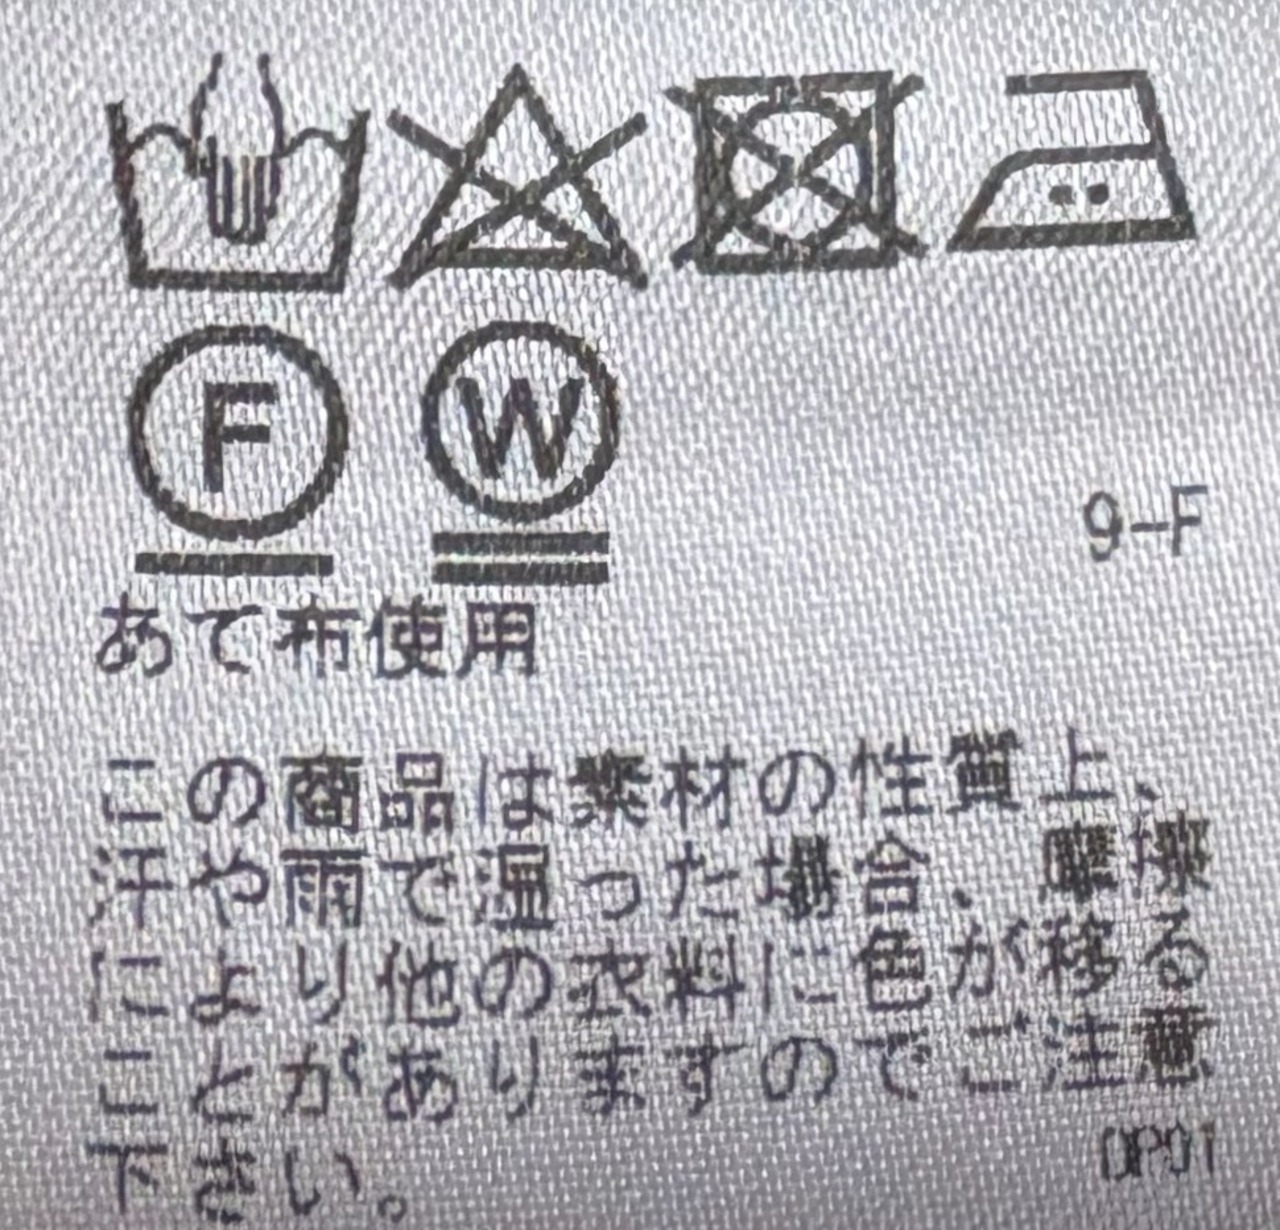 F W
9-F
あて布使用
この商品は素材の性質上、
汗や雨で湿った場合、摩擦
により他の衣料に色が移る
ことがありますのでご注意
下さい。
DP01